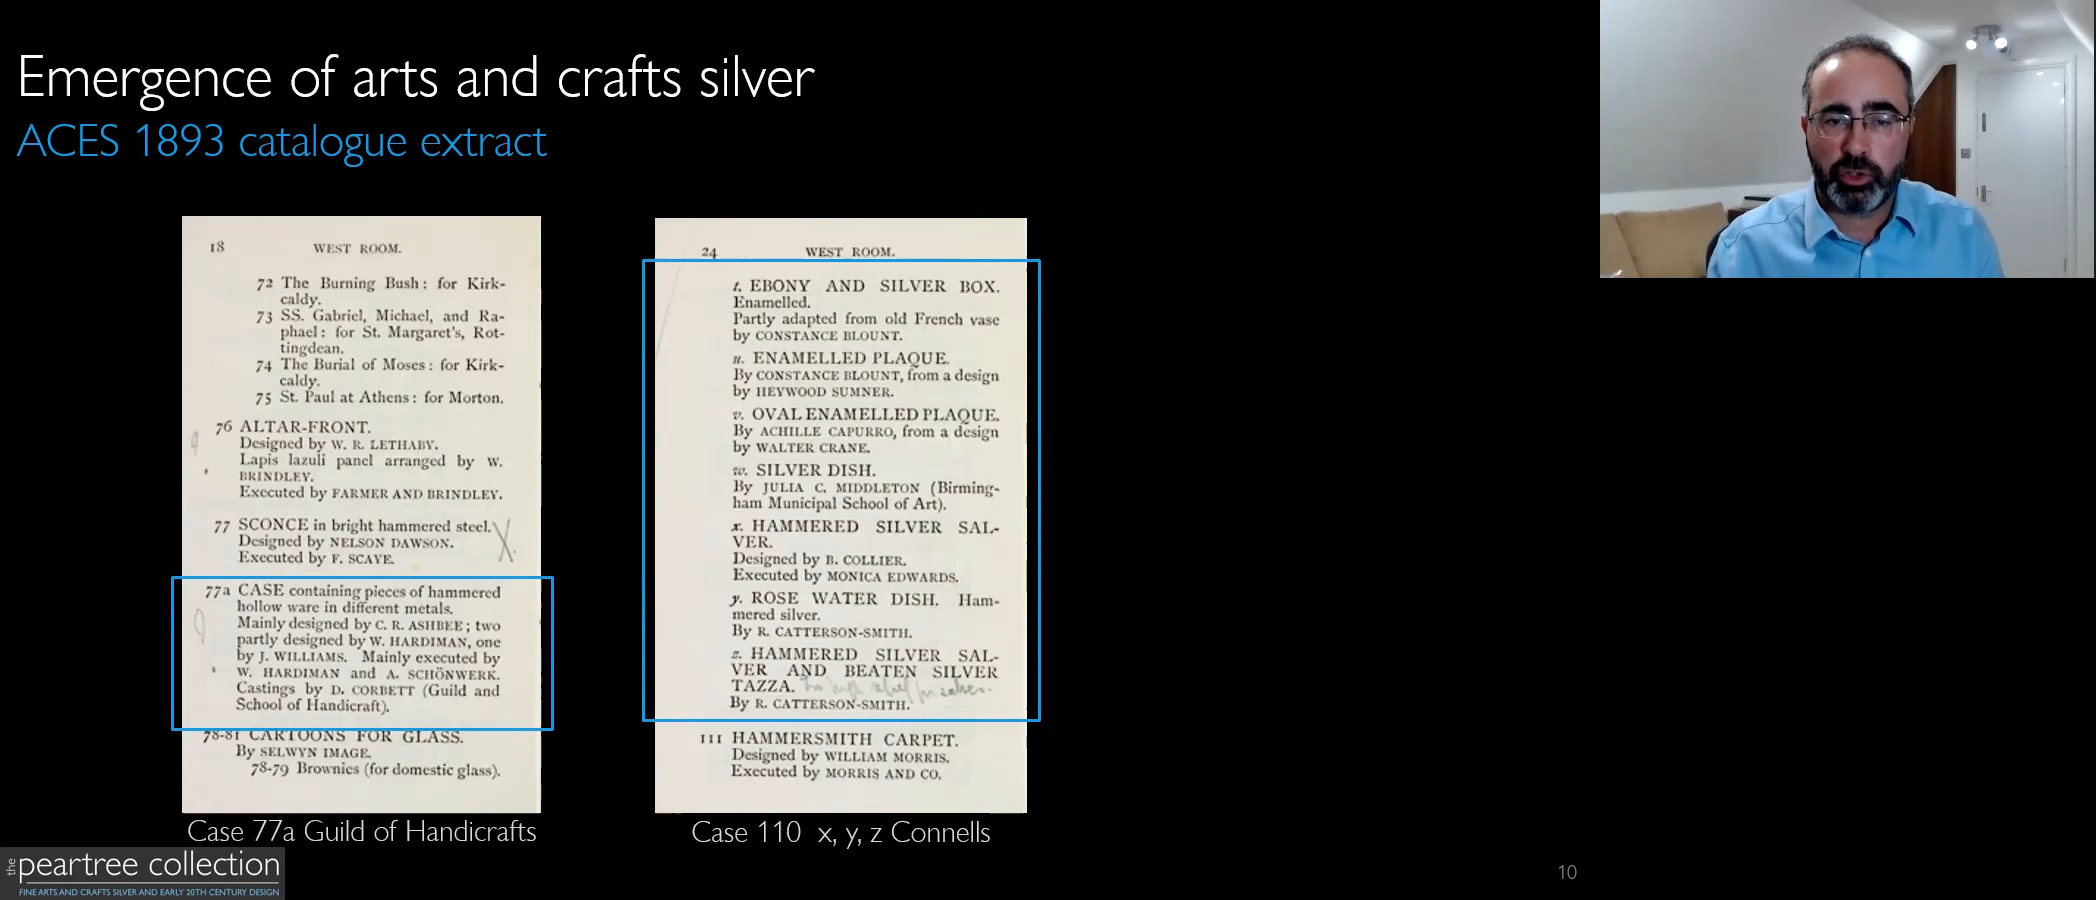 Emergence of arts and crafts silver
ACES 1893 catalogue extract
18 WEST ROOM.
72 The Burning Bush: for Kirk-
caldy.
73 SS. Gabriel, Michael, and Ra-
phael: for St. Margaret's, Rot-
tingdean.
74 The Burial of Moses: for Kirk-
caldy.
75 St. Paul at Athens: for Morton.
76 ALTAR-FRONT.
Designed by W. R. LETHABY.
Lapis lazuli panel arranged by W.
BRINDLEY.
Executed by FARMER AND BRINDLEY.
77 SCONCE in bright hammered steel.
Designed by NELSON DAWSON.
Executed by F. SCAYE.
77a CASE containing pieces of hammered
hollow ware in different metals.
Mainly designed by C. R. ASHBEE; two
partly designed by W. HARDIMAN, one
by J. WILLIAMS. Mainly executed by
W. HARDIMAN and A. SCHÖNWERK.
Castings by D. CORBETT (Guild and
School of Handicraft).
78-81 CARTOONS FOR GLASS.
By SELWYN IMAGE.
78-79 Brownies (for domestic glass).
Case 77a Guild of Handicrafts
24 WEST ROOM.
t. EBONY AND SILVER BOX.
Enamelled.
Partly adapted from old French vase
by CONSTANCE BLOUNT.
u. ENAMELLED PLAQUE.
By CONSTANCE BLOUNT, from a design
by HEYWOOD SUMNER.
v. OVAL ENAMELLED PLAQUE.
By ACHILLE CAPURRO, from a design
by WALTER CRANE.
w. SILVER DISH.
By JULIA C. MIDDLETON (Birming-
ham Municipal School of Art).
x. HAMMERED SILVER SAL-
VER.
Designed by B. COLLIER.
Executed by MONICA EDWARDS.
y. ROSE WATER DISH. Ham-
mered silver.
By R. CATTERSON-SMITH.
z. HAMMERED SILVER SAL-
VER AND BEATEN SILVER
TAZZA.
By R. CATTERSON-SMITH.
111 HAMMERSMITH CARPET.
Designed by WILLIAM MORRIS.
Executed by MORRIS AND CO.
Case 110 x, y, z Connells
the peartree collection
FINE ARTS AND CRAFTS SILVER AND EARLY 20TH CENTURY DESIGN
10